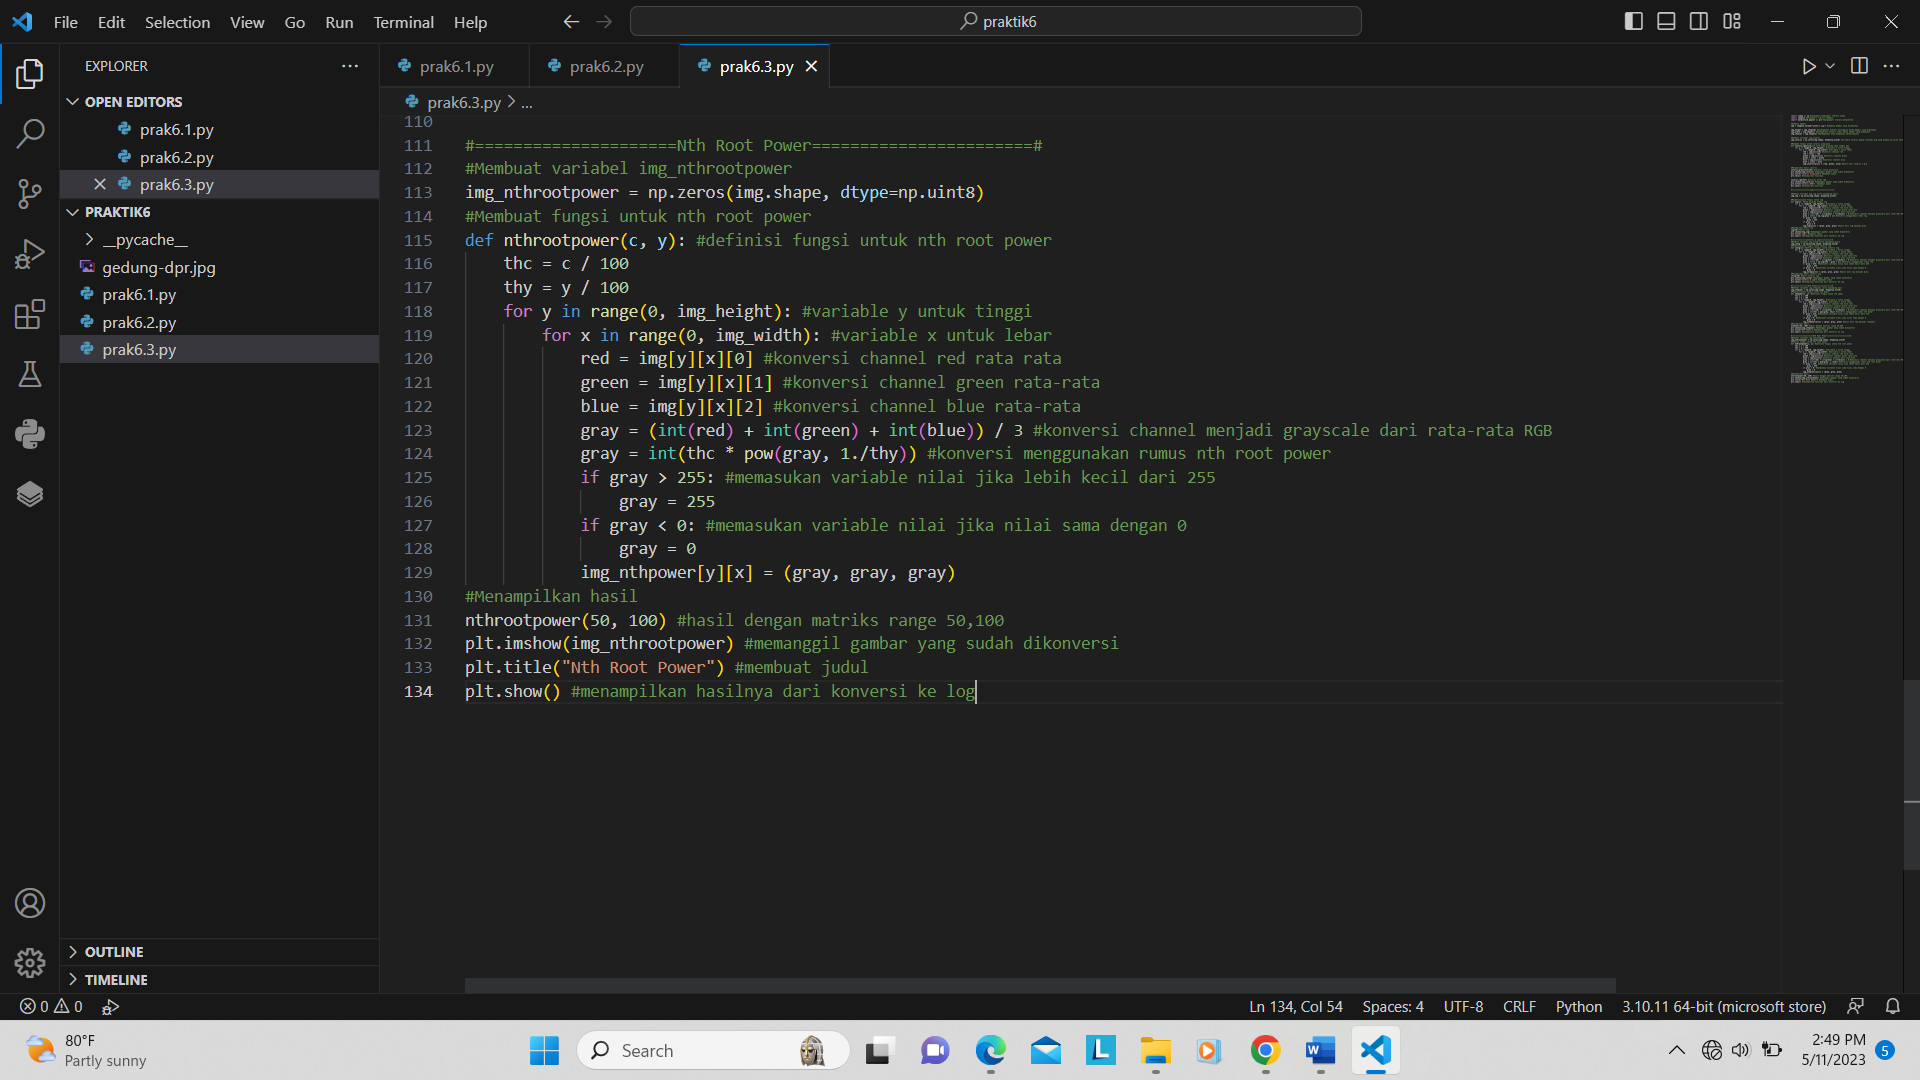 File Edit Selection View Go Run Terminal Help
praktik6
EXPLORER
OPEN EDITORS
prak6.1.py
prak6.2.py
prak6.3.py
PRAKTIK6
__pycache__
gedung-dpr.jpg
prak6.1.py
prak6.2.py
prak6.3.py
OUTLINE
TIMELINE
prak6.1.py prak6.2.py prak6.3.py
prak6.3.py > ...
110
111 #=====================Nth Root Power=======================#
112 #Membuat variabel img_nthrootpower
113 img_nthrootpower = np.zeros(img.shape, dtype=np.uint8)
114 #Membuat fungsi untuk nth root power
115 def nthrootpower(c, y): #definisi fungsi untuk nth root power
116     thc = c / 100
117     thy = y / 100
118     for y in range(0, img_height): #variable y untuk tinggi
119         for x in range(0, img_width): #variable x untuk lebar
120             red = img[y][x][0] #konversi channel red rata rata
121             green = img[y][x][1] #konversi channel green rata-rata
122             blue = img[y][x][2] #konversi channel blue rata-rata
123             gray = (int(red) + int(green) + int(blue)) / 3 #konversi channel menjadi grayscale dari rata-rata RGB
124             gray = int(thc * pow(gray, 1./thy)) #konversi menggunakan rumus nth root power
125             if gray > 255: #memasukan variable nilai jika lebih kecil dari 255
126                 gray = 255
127             if gray < 0: #memasukan variable nilai jika nilai sama dengan 0
128                 gray = 0
129             img_nthpower[y][x] = (gray, gray, gray)
130 #Menampilkan hasil
131 nthrootpower(50, 100) #hasil dengan matriks range 50,100
132 plt.imshow(img_nthrootpower) #memanggil gambar yang sudah dikonversi
133 plt.title("Nth Root Power") #membuat judul
134 plt.show() #menampilkan hasilnya dari konversi ke log
0 0
Ln 134, Col 54 Spaces: 4 UTF-8 CRLF Python 3.10.11 64-bit (microsoft store)
80°F
Partly sunny
Search
L
W
2:49 PM
5/11/2023
5